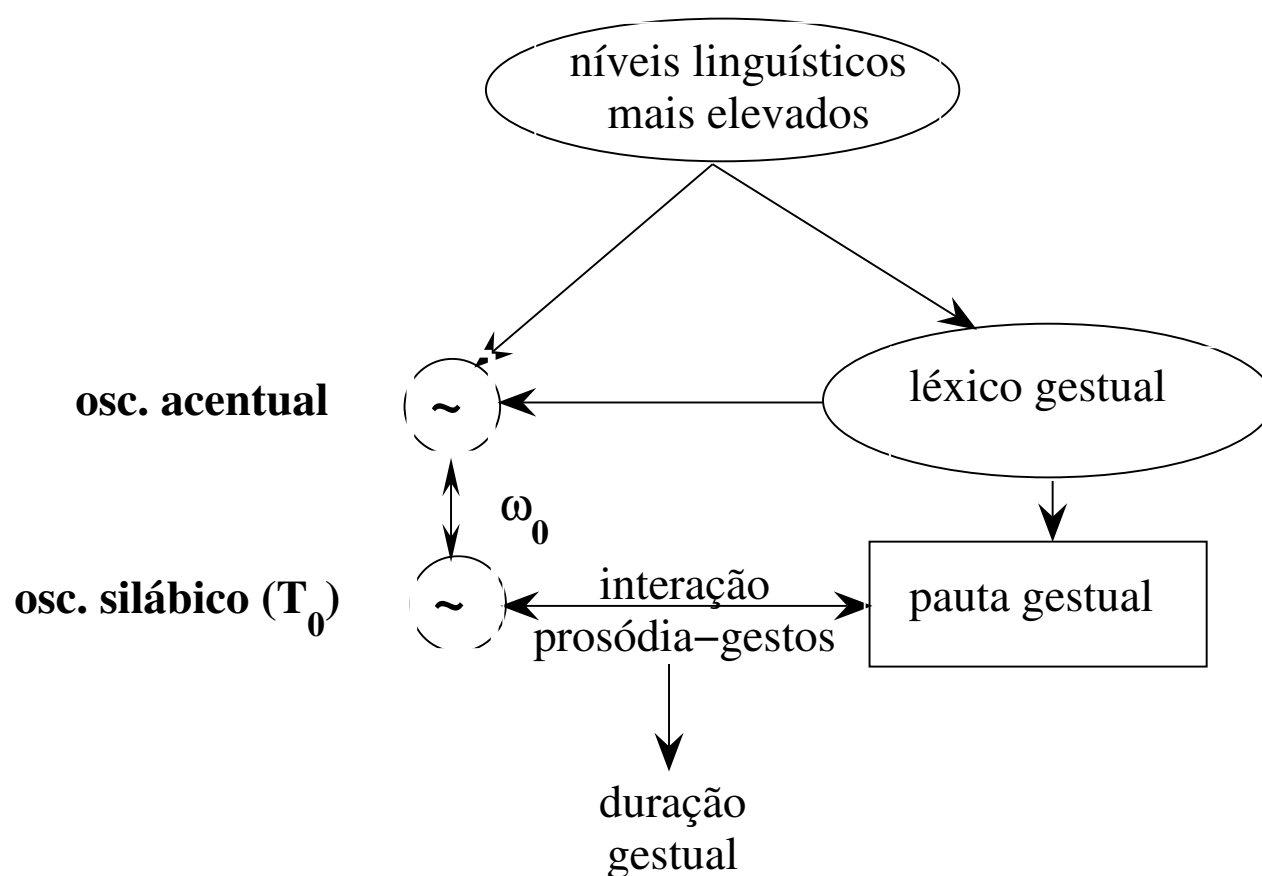 níveis linguísticos
mais elevados
léxico gestual
osc. acentual
~
ω₀
osc. silábico (T₀)
~
interação
prosódia−gestos
pauta gestual
duração
gestual